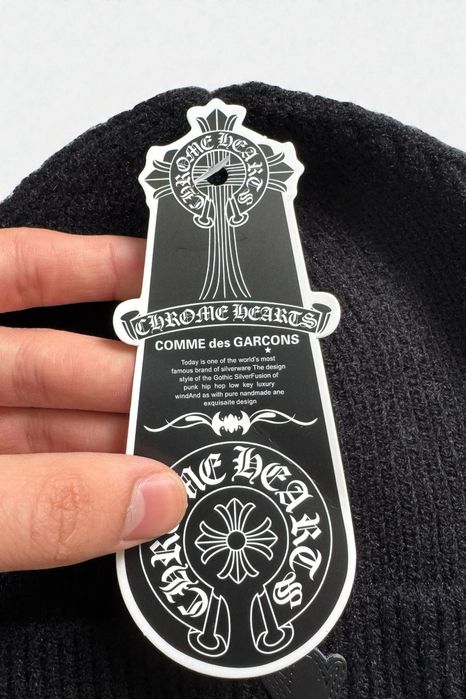 CHROME HEARTS
CHROME HEARTS
COMME des GARCONS
Today is one of the world's most
famous brand of silverware The design
style of the Gothic SilverFusion of
punk hip hop low key luxury
windAnd as with pure nandmade ane
exquisaite design
CHROME HEARTS